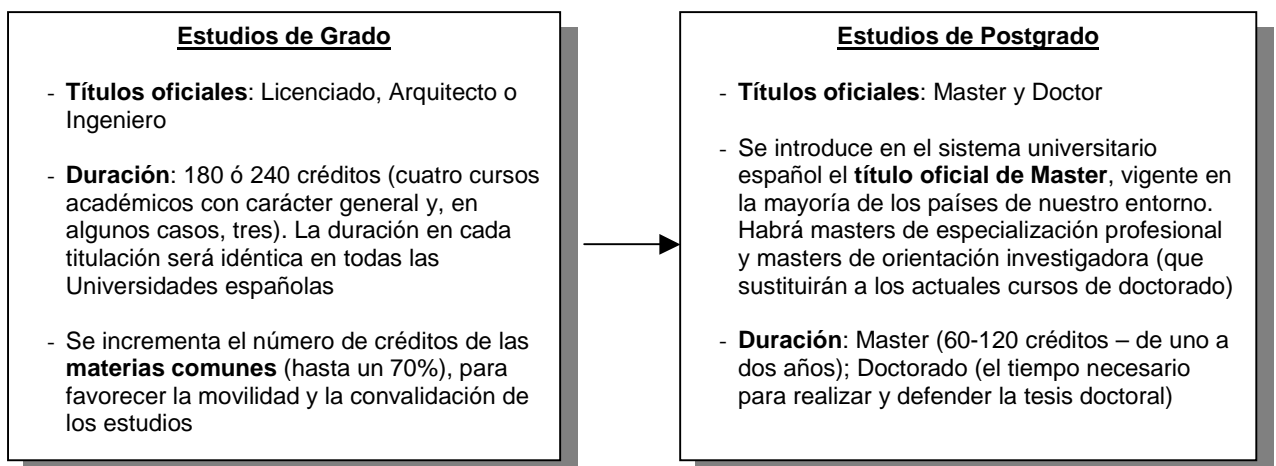 Estudios de Grado
- Títulos oficiales: Licenciado, Arquitecto o
Ingeniero
- Duración: 180 ó 240 créditos (cuatro cursos
académicos con carácter general y, en
algunos casos, tres). La duración en cada
titulación será idéntica en todas las
Universidades españolas
- Se incrementa el número de créditos de las
materias comunes (hasta un 70%), para
favorecer la movilidad y la convalidación de
los estudios
Estudios de Postgrado
- Títulos oficiales: Master y Doctor
- Se introduce en el sistema universitario
español el título oficial de Master, vigente en
la mayoría de los países de nuestro entorno.
Habrá masters de especialización profesional
y masters de orientación investigadora (que
sustituirán a los actuales cursos de doctorado)
- Duración: Master (60-120 créditos – de uno a
dos años); Doctorado (el tiempo necesario
para realizar y defender la tesis doctoral)